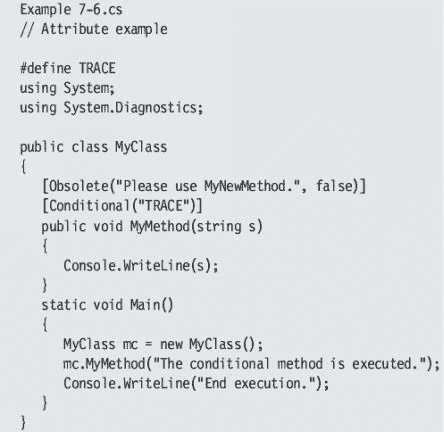 Example 7-6.cs
// Attribute example
#define TRACE
using System;
using System.Diagnostics;
public class MyClass
{
[Obsolete("Please use MyNewMethod.", false)]
[Conditional("TRACE")]
public void MyMethod(string s)
{
Console.WriteLine(s);
}
static void Main()
{
MyClass mc = new MyClass();
mc.MyMethod("The conditional method is executed.");
Console.WriteLine("End execution.");
}
}